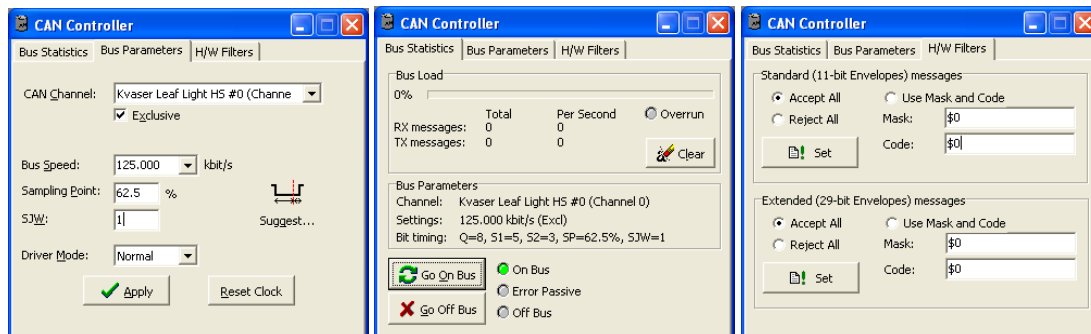 CAN Controller
Bus Statistics Bus Parameters H/W Filters
CAN Channel: Kvaser Leaf Light HS #0 (Channe
Exclusive
Bus Speed: 125.000 kbit/s
Sampling Point: 62.5 %
SJW: 1
Suggest...
Driver Mode: Normal
Apply Reset Clock
CAN Controller
Bus Statistics Bus Parameters H/W Filters
Bus Load
0%
Total Per Second Overrun
RX messages: 0 0
TX messages: 0 0
Clear
Bus Parameters
Channel: Kvaser Leaf Light HS #0 (Channel 0)
Settings: 125.000 kbit/s (Excl)
Bit timing: Q=8, S1=5, S2=3, SP=62.5%, SJW=1
Go On Bus On Bus
Error Passive
Go Off Bus Off Bus
CAN Controller
Bus Statistics Bus Parameters H/W Filters
Standard (11-bit Envelopes) messages
Accept All Use Mask and Code
Reject All Mask: $0
Set Code: $0
Extended (29-bit Envelopes) messages
Accept All Use Mask and Code
Reject All Mask: $0
Set Code: $0